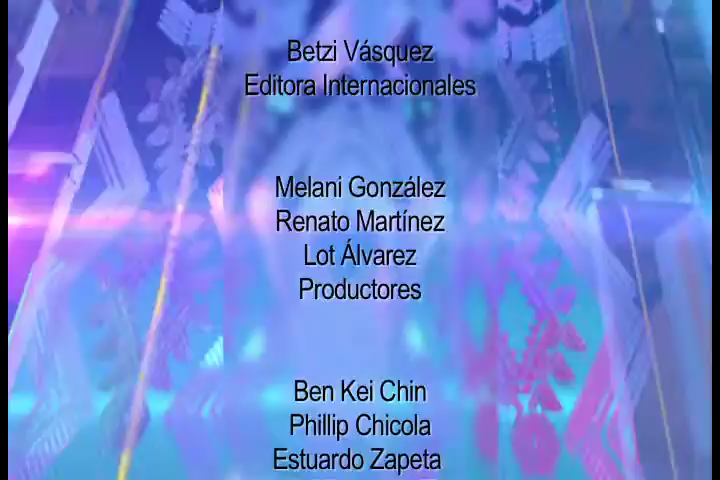 Betzi Vásquez
Editora Internacionales
Melani González
Renato Martínez
Lot Álvarez
Productores
Ben Kei Chin
Phillip Chicola
Estuardo Zapeta